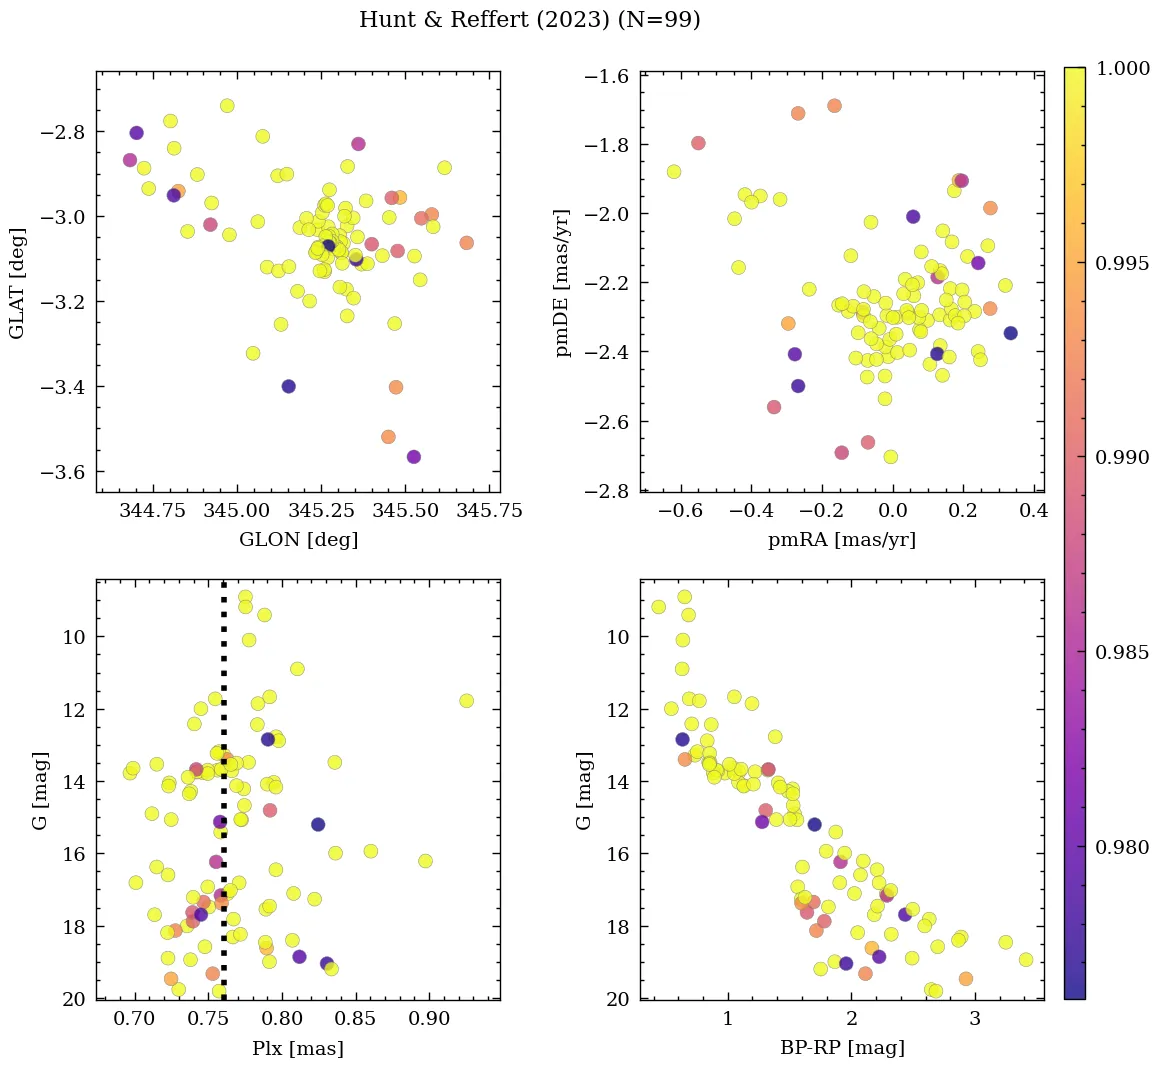 Hunt & Reffert (2023) (N=99)
−2.8
−3.0
−3.2
−3.4
−3.6
GLAT [deg]
344.75 345.00 345.25 345.50 345.75
GLON [deg]
−1.6
−1.8
−2.0
−2.2
−2.4
−2.6
−2.8
pmDE [mas/yr]
−0.6 −0.4 −0.2 0.0 0.2 0.4
pmRA [mas/yr]
1.000
0.995
0.990
0.985
0.980
10
12
14
16
18
20
G [mag]
0.70 0.75 0.80 0.85 0.90
Plx [mas]
10
12
14
16
18
20
G [mag]
1 2 3
BP-RP [mag]